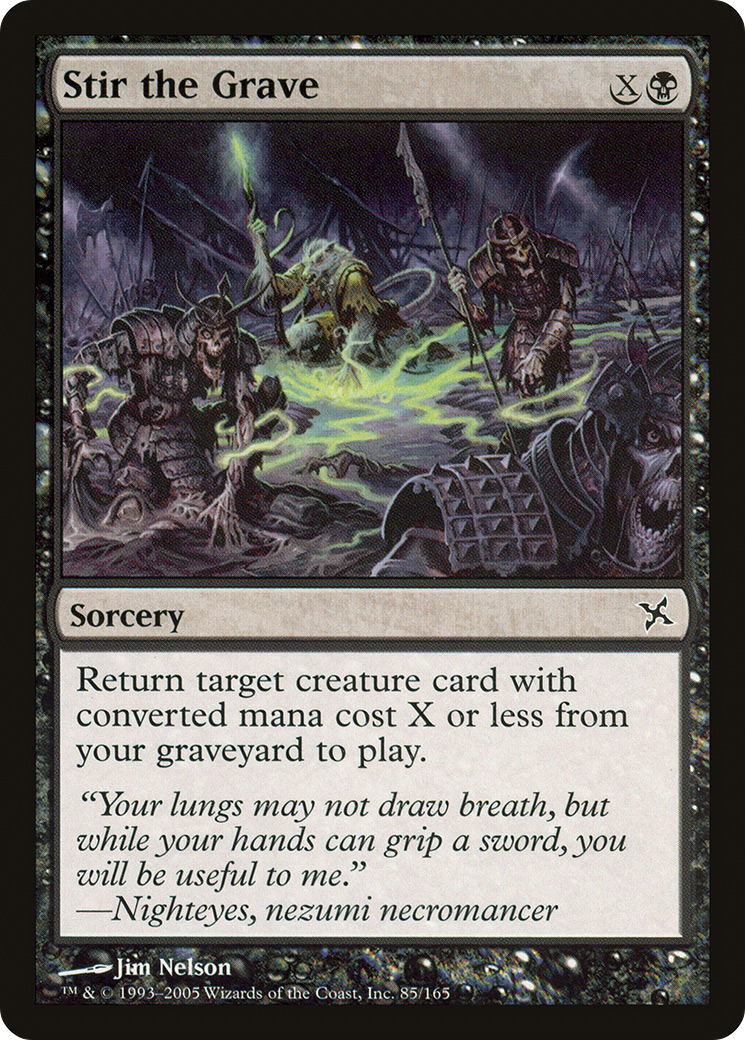 Stir the Grave
X
Sorcery
Return target creature card with
converted mana cost X or less from
your graveyard to play.
“Your lungs may not draw breath, but
while your hands can grip a sword, you
will be useful to me.”
—Nighteyes, nezumi necromancer
Jim Nelson
™ & © 1993–2005 Wizards of the Coast, Inc. 85/165